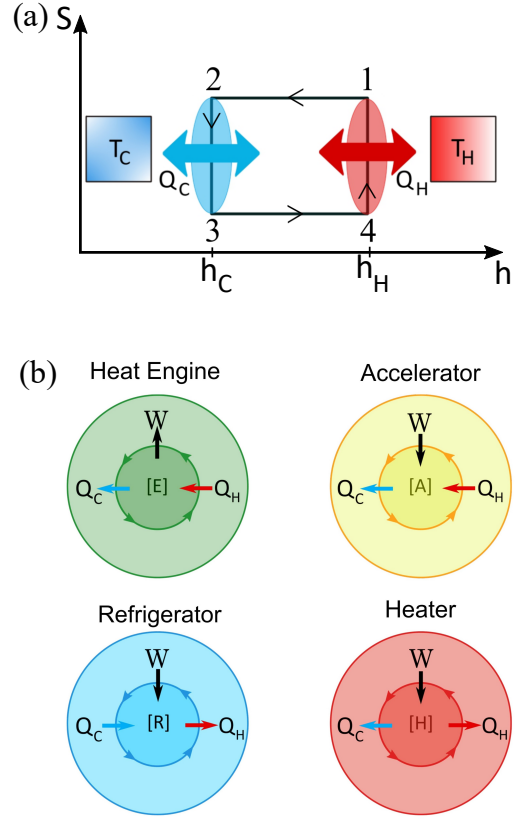 (a)
S
2
1
T_C
T_H
Q_C
Q_H
3
4
h_C
h_H
h
(b)
Heat Engine
W
Q_C
[E]
Q_H
Accelerator
W
Q_C
[A]
Q_H
Refrigerator
W
Q_C
[R]
Q_H
Heater
W
Q_C
[H]
Q_H